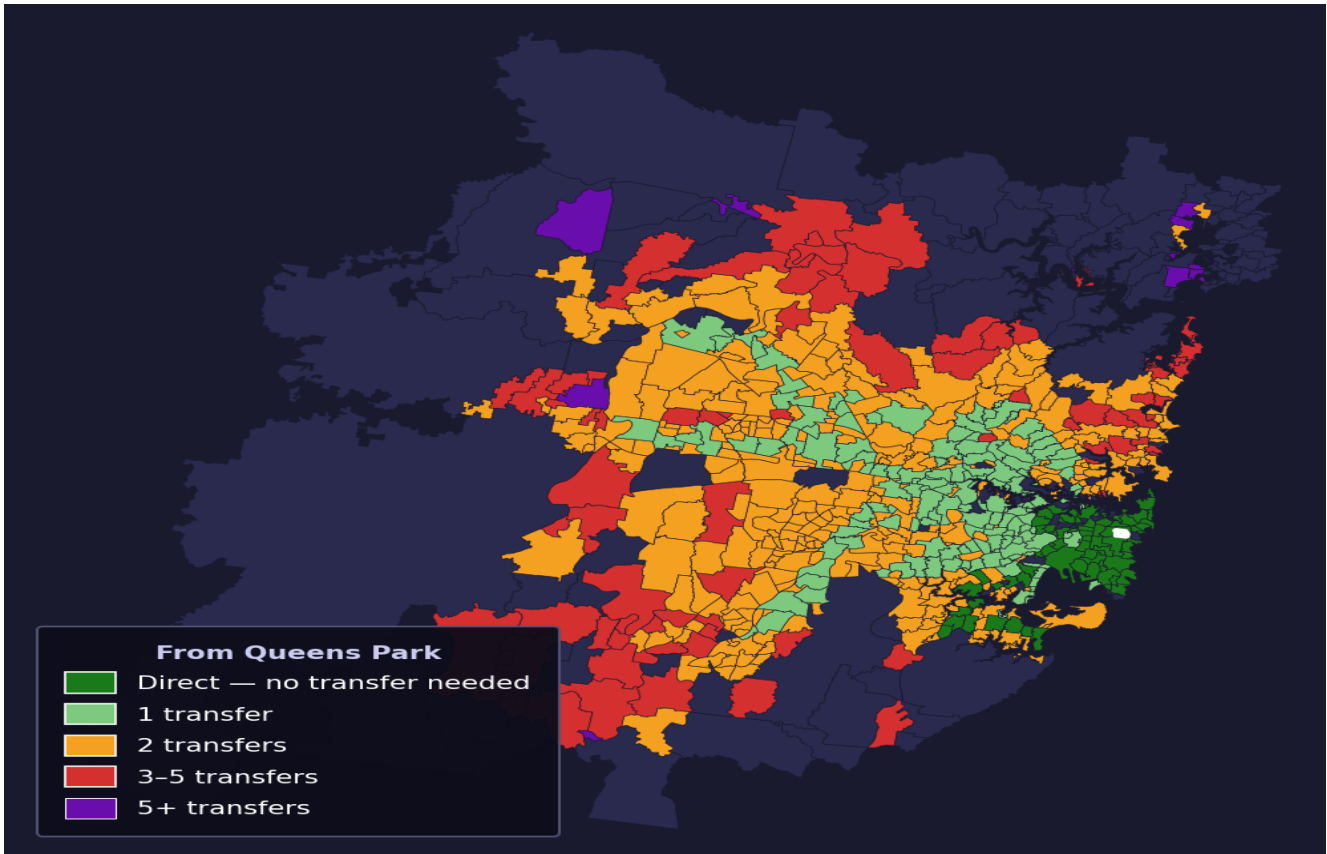 From Queens Park
Direct — no transfer needed
1 transfer
2 transfers
3–5 transfers
5+ transfers